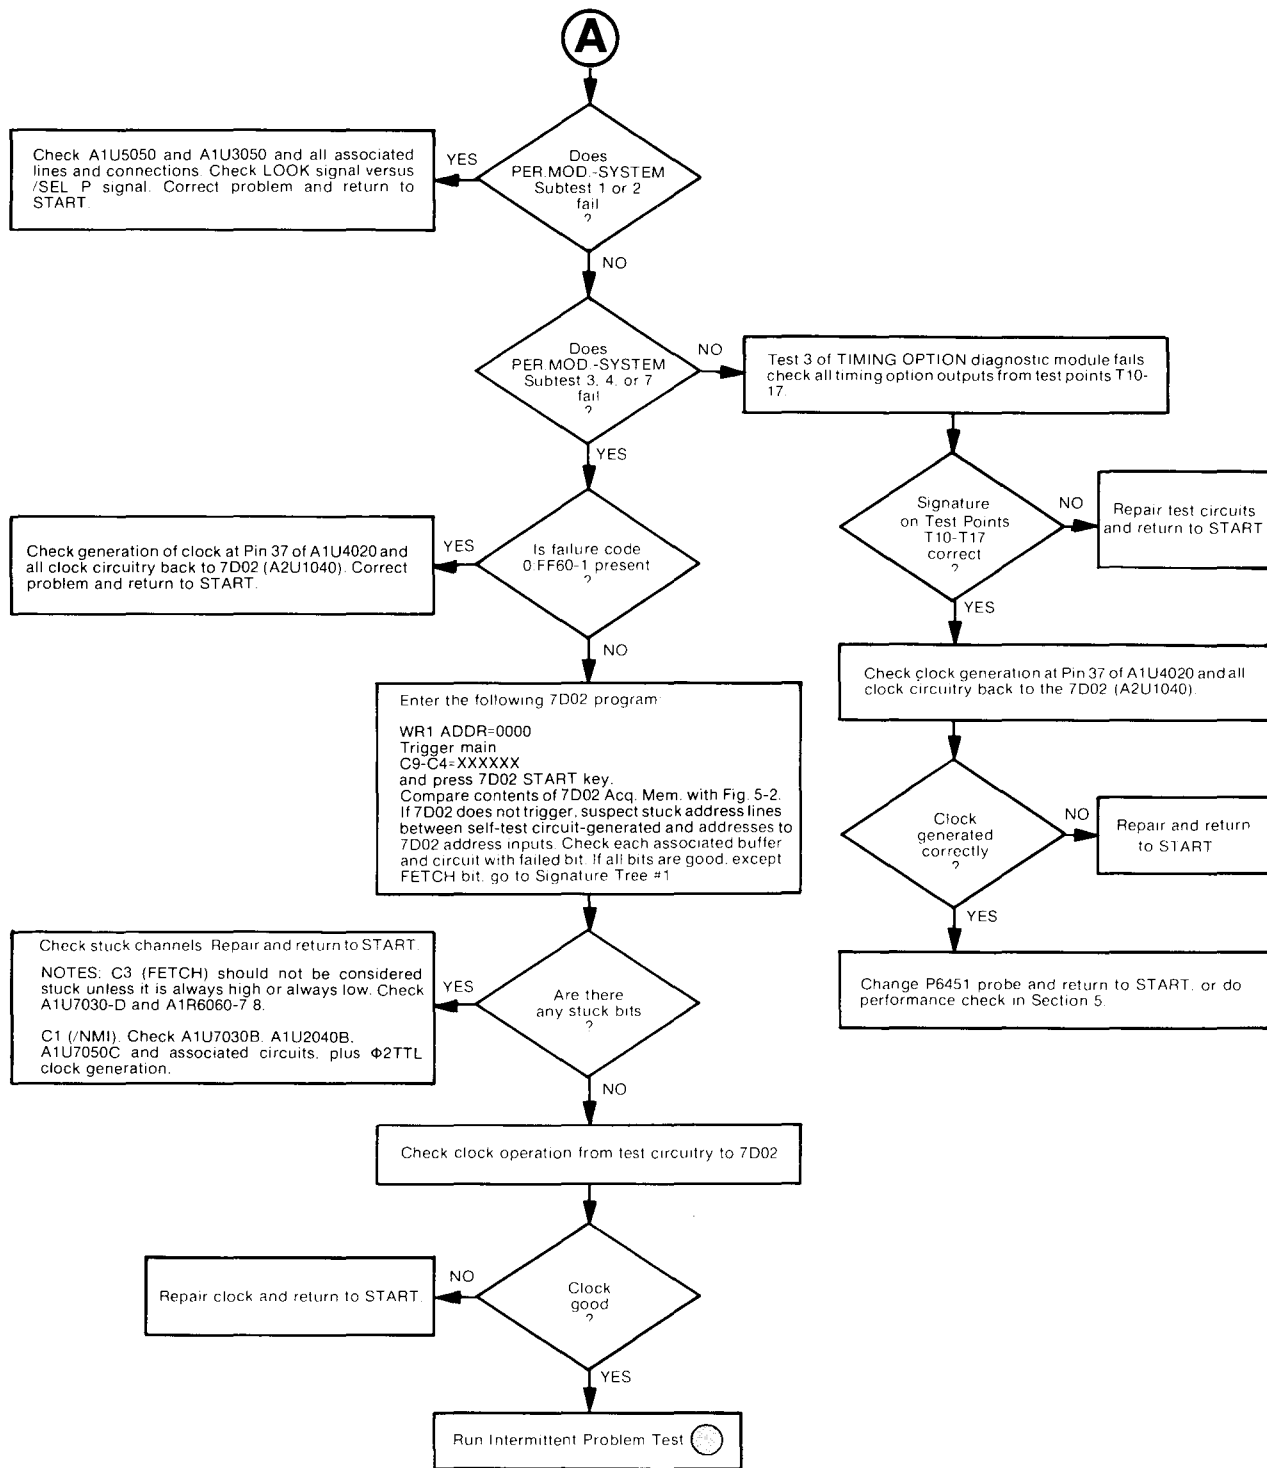 A
Does
PER.MOD.-SYSTEM
Subtest 1 or 2
fail
?
YES
Check A1U5050 and A1U3050 and all associated
lines and connections. Check LOOK signal versus
/SEL P signal. Correct problem and return to
START.
NO
Does
PER.MOD.-SYSTEM
Subtest 3, 4, or 7
fail
?
NO
Test 3 of TIMING OPTION diagnostic module fails
check all timing option outputs from test points T10-
17.
YES
Signature
on Test Points
T10-T17
correct
?
NO
Repair test circuits
and return to START
YES
Is failure code
0:FF60-1 present
?
YES
Check generation of clock at Pin 37 of A1U4020 and
all clock circuitry back to 7D02 (A2U1040). Correct
problem and return to START.
NO
Check clock generation at Pin 37 of A1U4020 and all
clock circuitry back to the 7D02 (A2U1040).
Enter the following 7D02 program:
WR1 ADDR=0000
Trigger main
C9-C4=XXXXXX
and press 7D02 START key.
Compare contents of 7D02 Acq. Mem. with Fig. 5-2.
If 7D02 does not trigger, suspect stuck address lines
between self-test circuit-generated and addresses to
7D02 address inputs. Check each associated buffer
and circuit with failed bit. If all bits are good, except
FETCH bit, go to Signature Tree #1
Clock
generated
correctly
?
NO
Repair and return
to START
YES
Change P6451 probe and return to START, or do
performance check in Section 5.
Are there
any stuck bits
?
YES
Check stuck channels. Repair and return to START.
NOTES: C3 (FETCH) should not be considered
stuck unless it is always high or always low. Check
A1U7030-D and A1R6060-7 8.
C1 (/NMI). Check A1U7030B, A1U2040B,
A1U7050C and associated circuits, plus Φ2TTL
clock generation.
NO
Check clock operation from test circuitry to 7D02
Clock
good
?
NO
Repair clock and return to START.
YES
Run Intermittent Problem Test